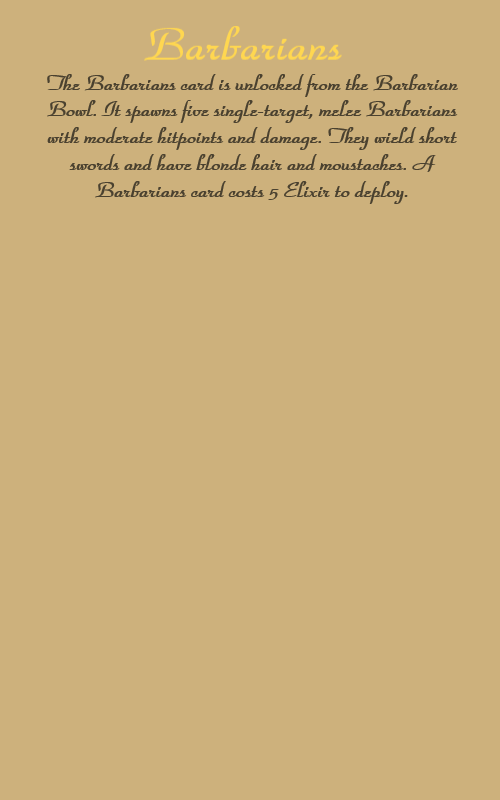 Barbarians
The Barbarians card is unlocked from the Barbarian
Bowl. It spawns five single-target, melee Barbarians
with moderate hitpoints and damage. They wield short
swords and have blonde hair and moustaches. A
Barbarians card costs 5 Elixir to deploy.